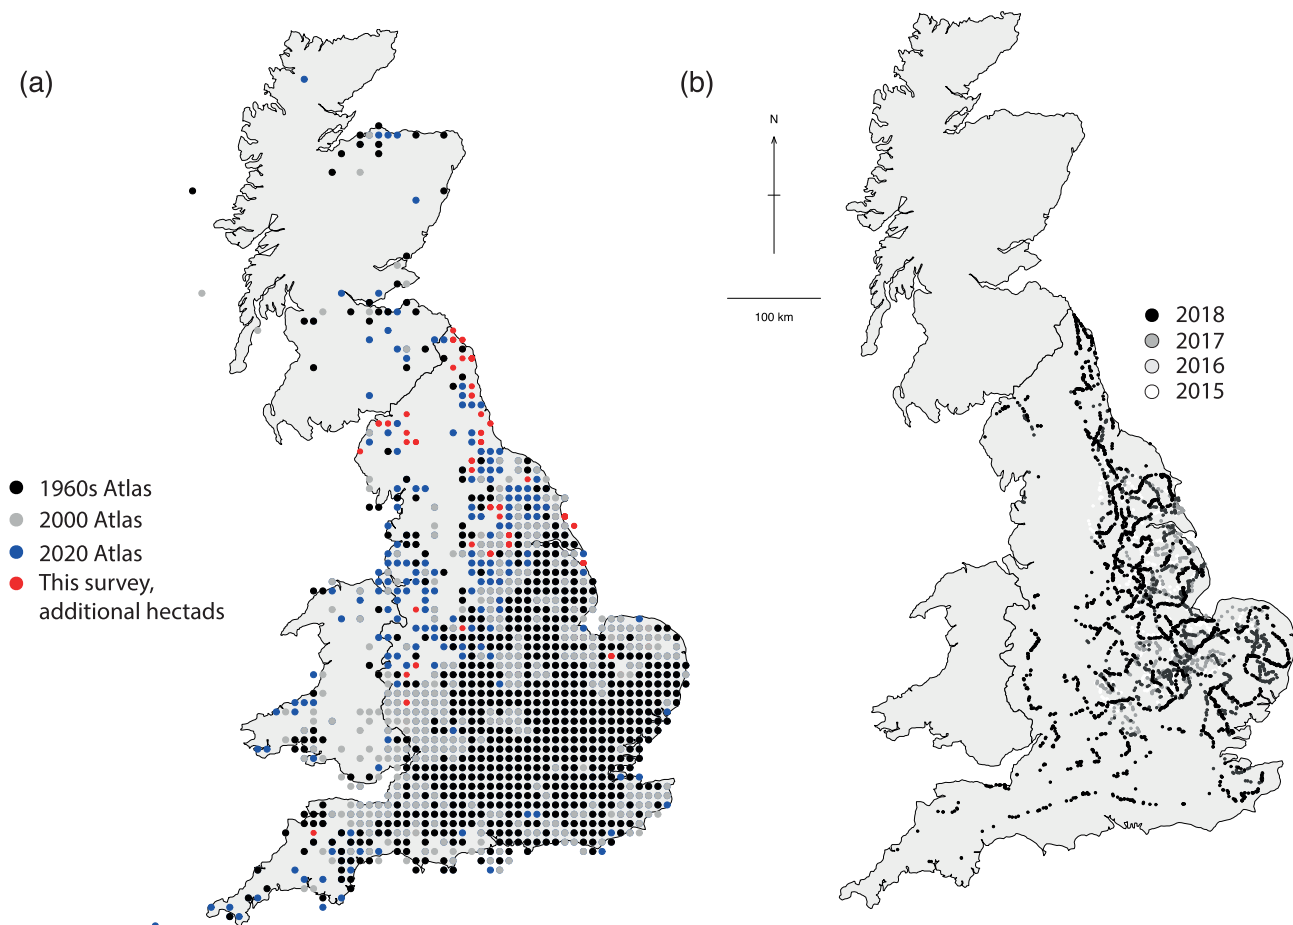 (a)
1960s Atlas
2000 Atlas
2020 Atlas
This survey,
additional hectads
(b)
N
100 km
2018
2017
2016
2015